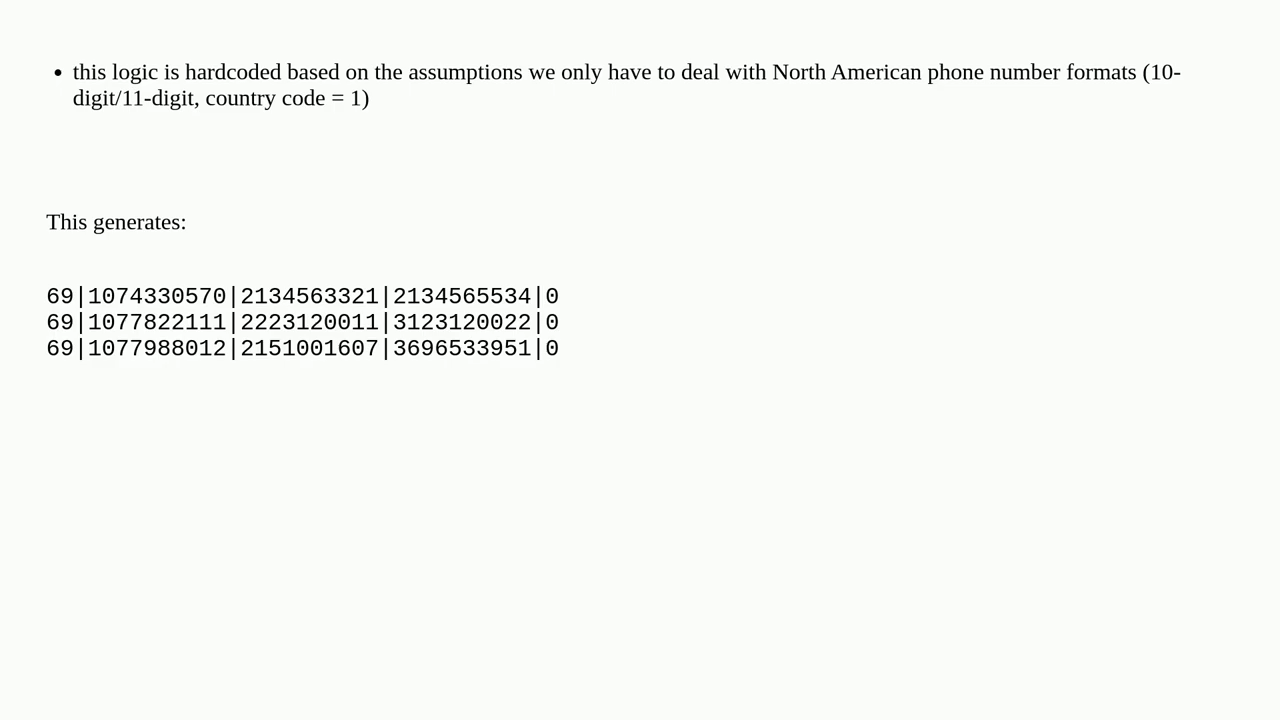 • this logic is hardcoded based on the assumptions we only have to deal with North American phone number formats (10-
digit/11-digit, country code = 1)
This generates:
69|1074330570|2134563321|2134565534|0
69|1077822111|2223120011|3123120022|0
69|1077988012|2151001607|3696533951|0